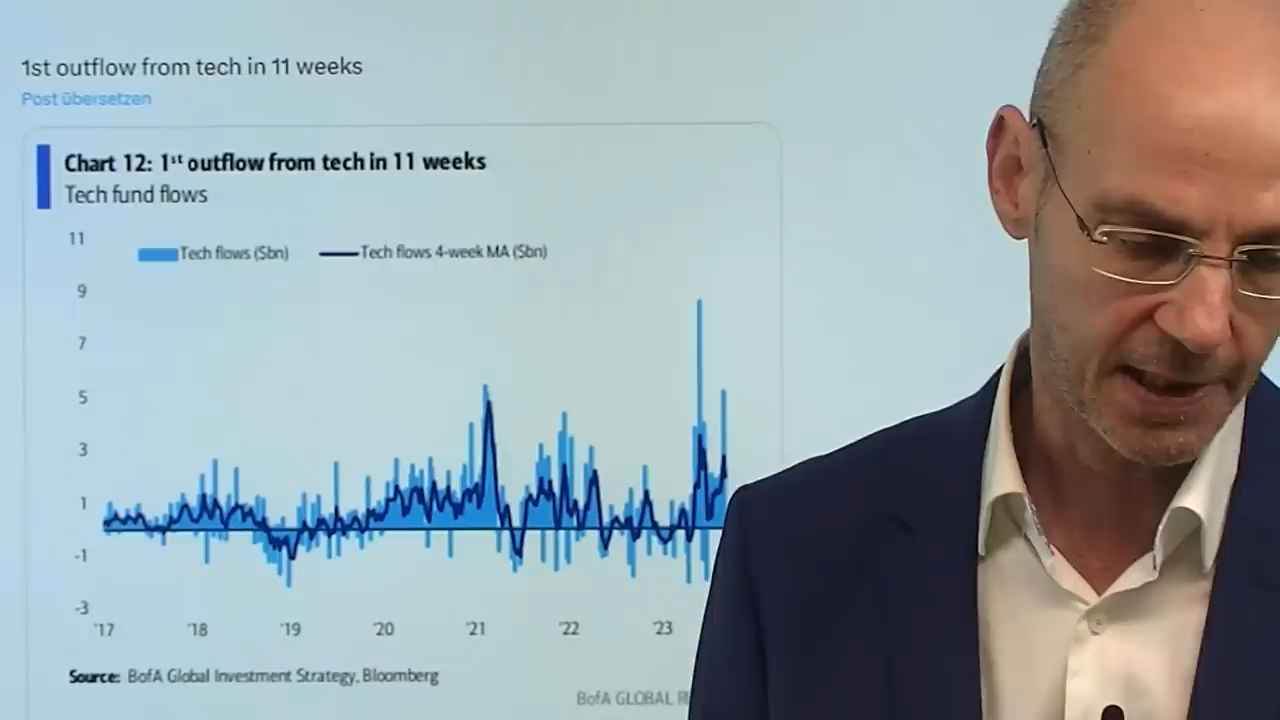 1st outflow from tech in 11 weeks
Post übersetzen
Chart 12: 1st outflow from tech in 11 weeks
Tech fund flows
11
Tech flows ($bn)
Tech flows 4-week MA ($bn)
9
7
5
3
1
-1
-3
'17 '18 '19 '20 '21 '22 '23
Source: BofA Global Investment Strategy, Bloomberg
BofA GLOBAL